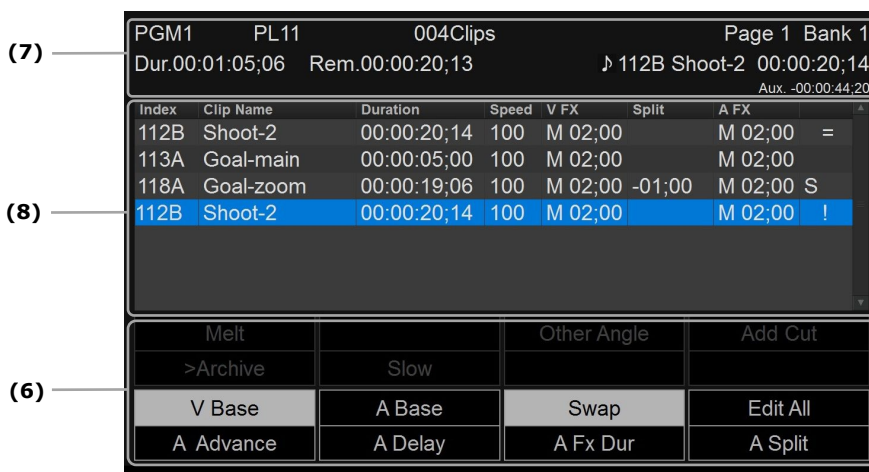 (7)
PGM1 PL11 004Clips Page 1 Bank 1
Dur.00:01:05;06 Rem.00:00:20;13 ♪112B Shoot-2 00:00:20;14
Aux. -00:00:44;20
Index Clip Name Duration Speed V FX Split A FX
112B Shoot-2 00:00:20;14 100 M 02;00 M 02;00 =
113A Goal-main 00:00:05;00 100 M 02;00 M 02;00
118A Goal-zoom 00:00:19;06 100 M 02;00 -01;00 M 02;00 S
(8)
112B Shoot-2 00:00:20;14 100 M 02;00 M 02;00 !
Melt Other Angle Add Cut
>Archive Slow
(6)
V Base A Base Swap Edit All
A Advance A Delay A Fx Dur A Split